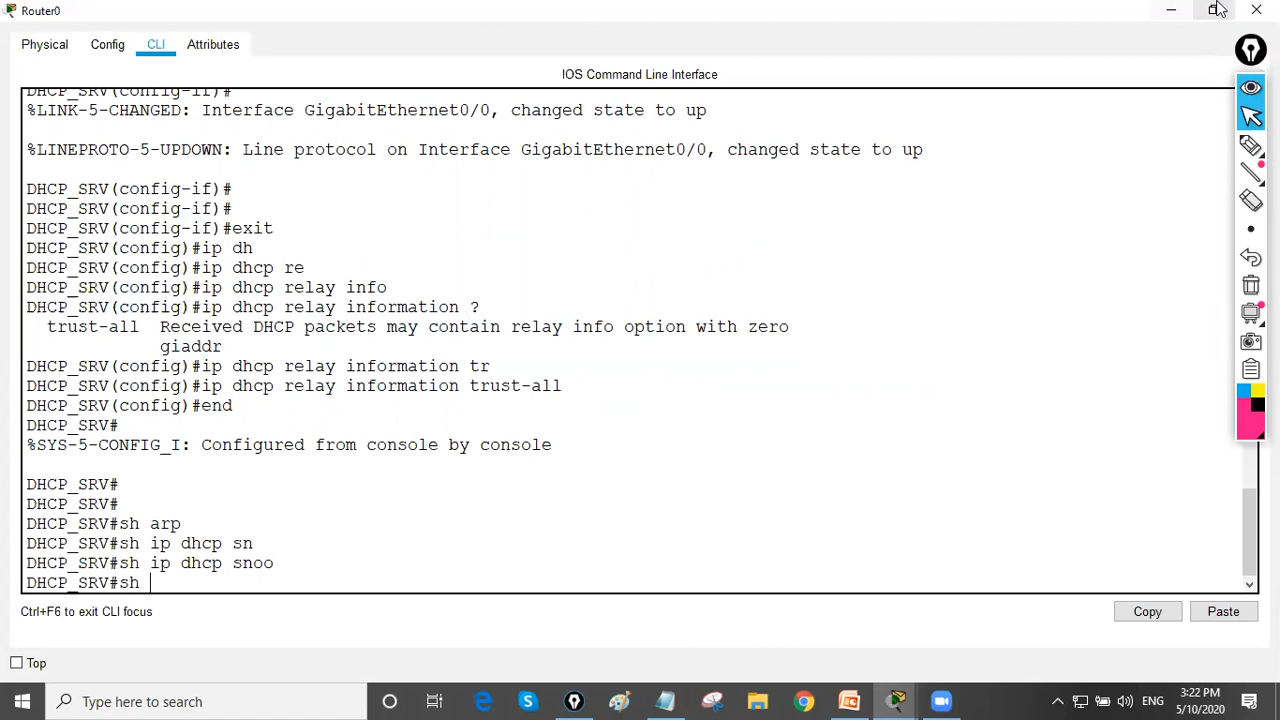 Router0
Physical Config CLI Attributes
IOS Command Line Interface
DHCP_SRV(config-if)#
%LINK-5-CHANGED: Interface GigabitEthernet0/0, changed state to up
%LINEPROTO-5-UPDOWN: Line protocol on Interface GigabitEthernet0/0, changed state to up
DHCP_SRV(config-if)#
DHCP_SRV(config-if)#
DHCP_SRV(config-if)#exit
DHCP_SRV(config)#ip dh
DHCP_SRV(config)#ip dhcp re
DHCP_SRV(config)#ip dhcp relay info
DHCP_SRV(config)#ip dhcp relay information ?
trust-all Received DHCP packets may contain relay info option with zero
giaddr
DHCP_SRV(config)#ip dhcp relay information tr
DHCP_SRV(config)#ip dhcp relay information trust-all
DHCP_SRV(config)#end
DHCP_SRV#
%SYS-5-CONFIG_I: Configured from console by console
DHCP_SRV#
DHCP_SRV#
DHCP_SRV#sh arp
DHCP_SRV#sh ip dhcp sn
DHCP_SRV#sh ip dhcp snoo
DHCP_SRV#sh
Ctrl+F6 to exit CLI focus
Copy Paste
Top
Type here to search
ENG
3:22 PM
5/10/2020